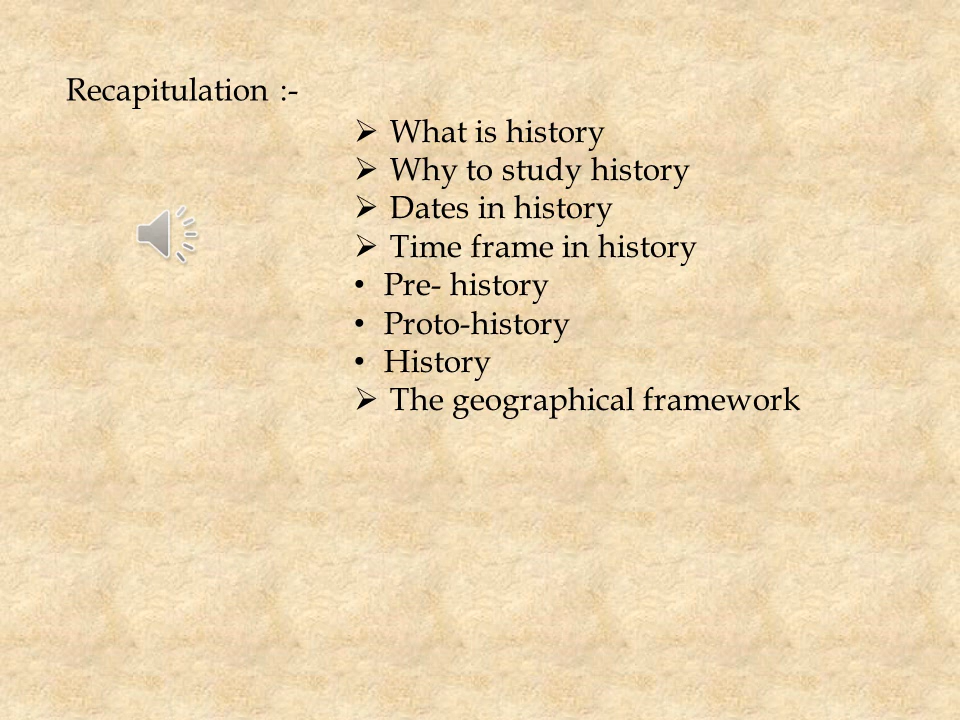 Recapitulation :-
➢ What is history
➢ Why to study history
➢ Dates in history
➢ Time frame in history
• Pre- history
• Proto-history
• History
➢ The geographical framework